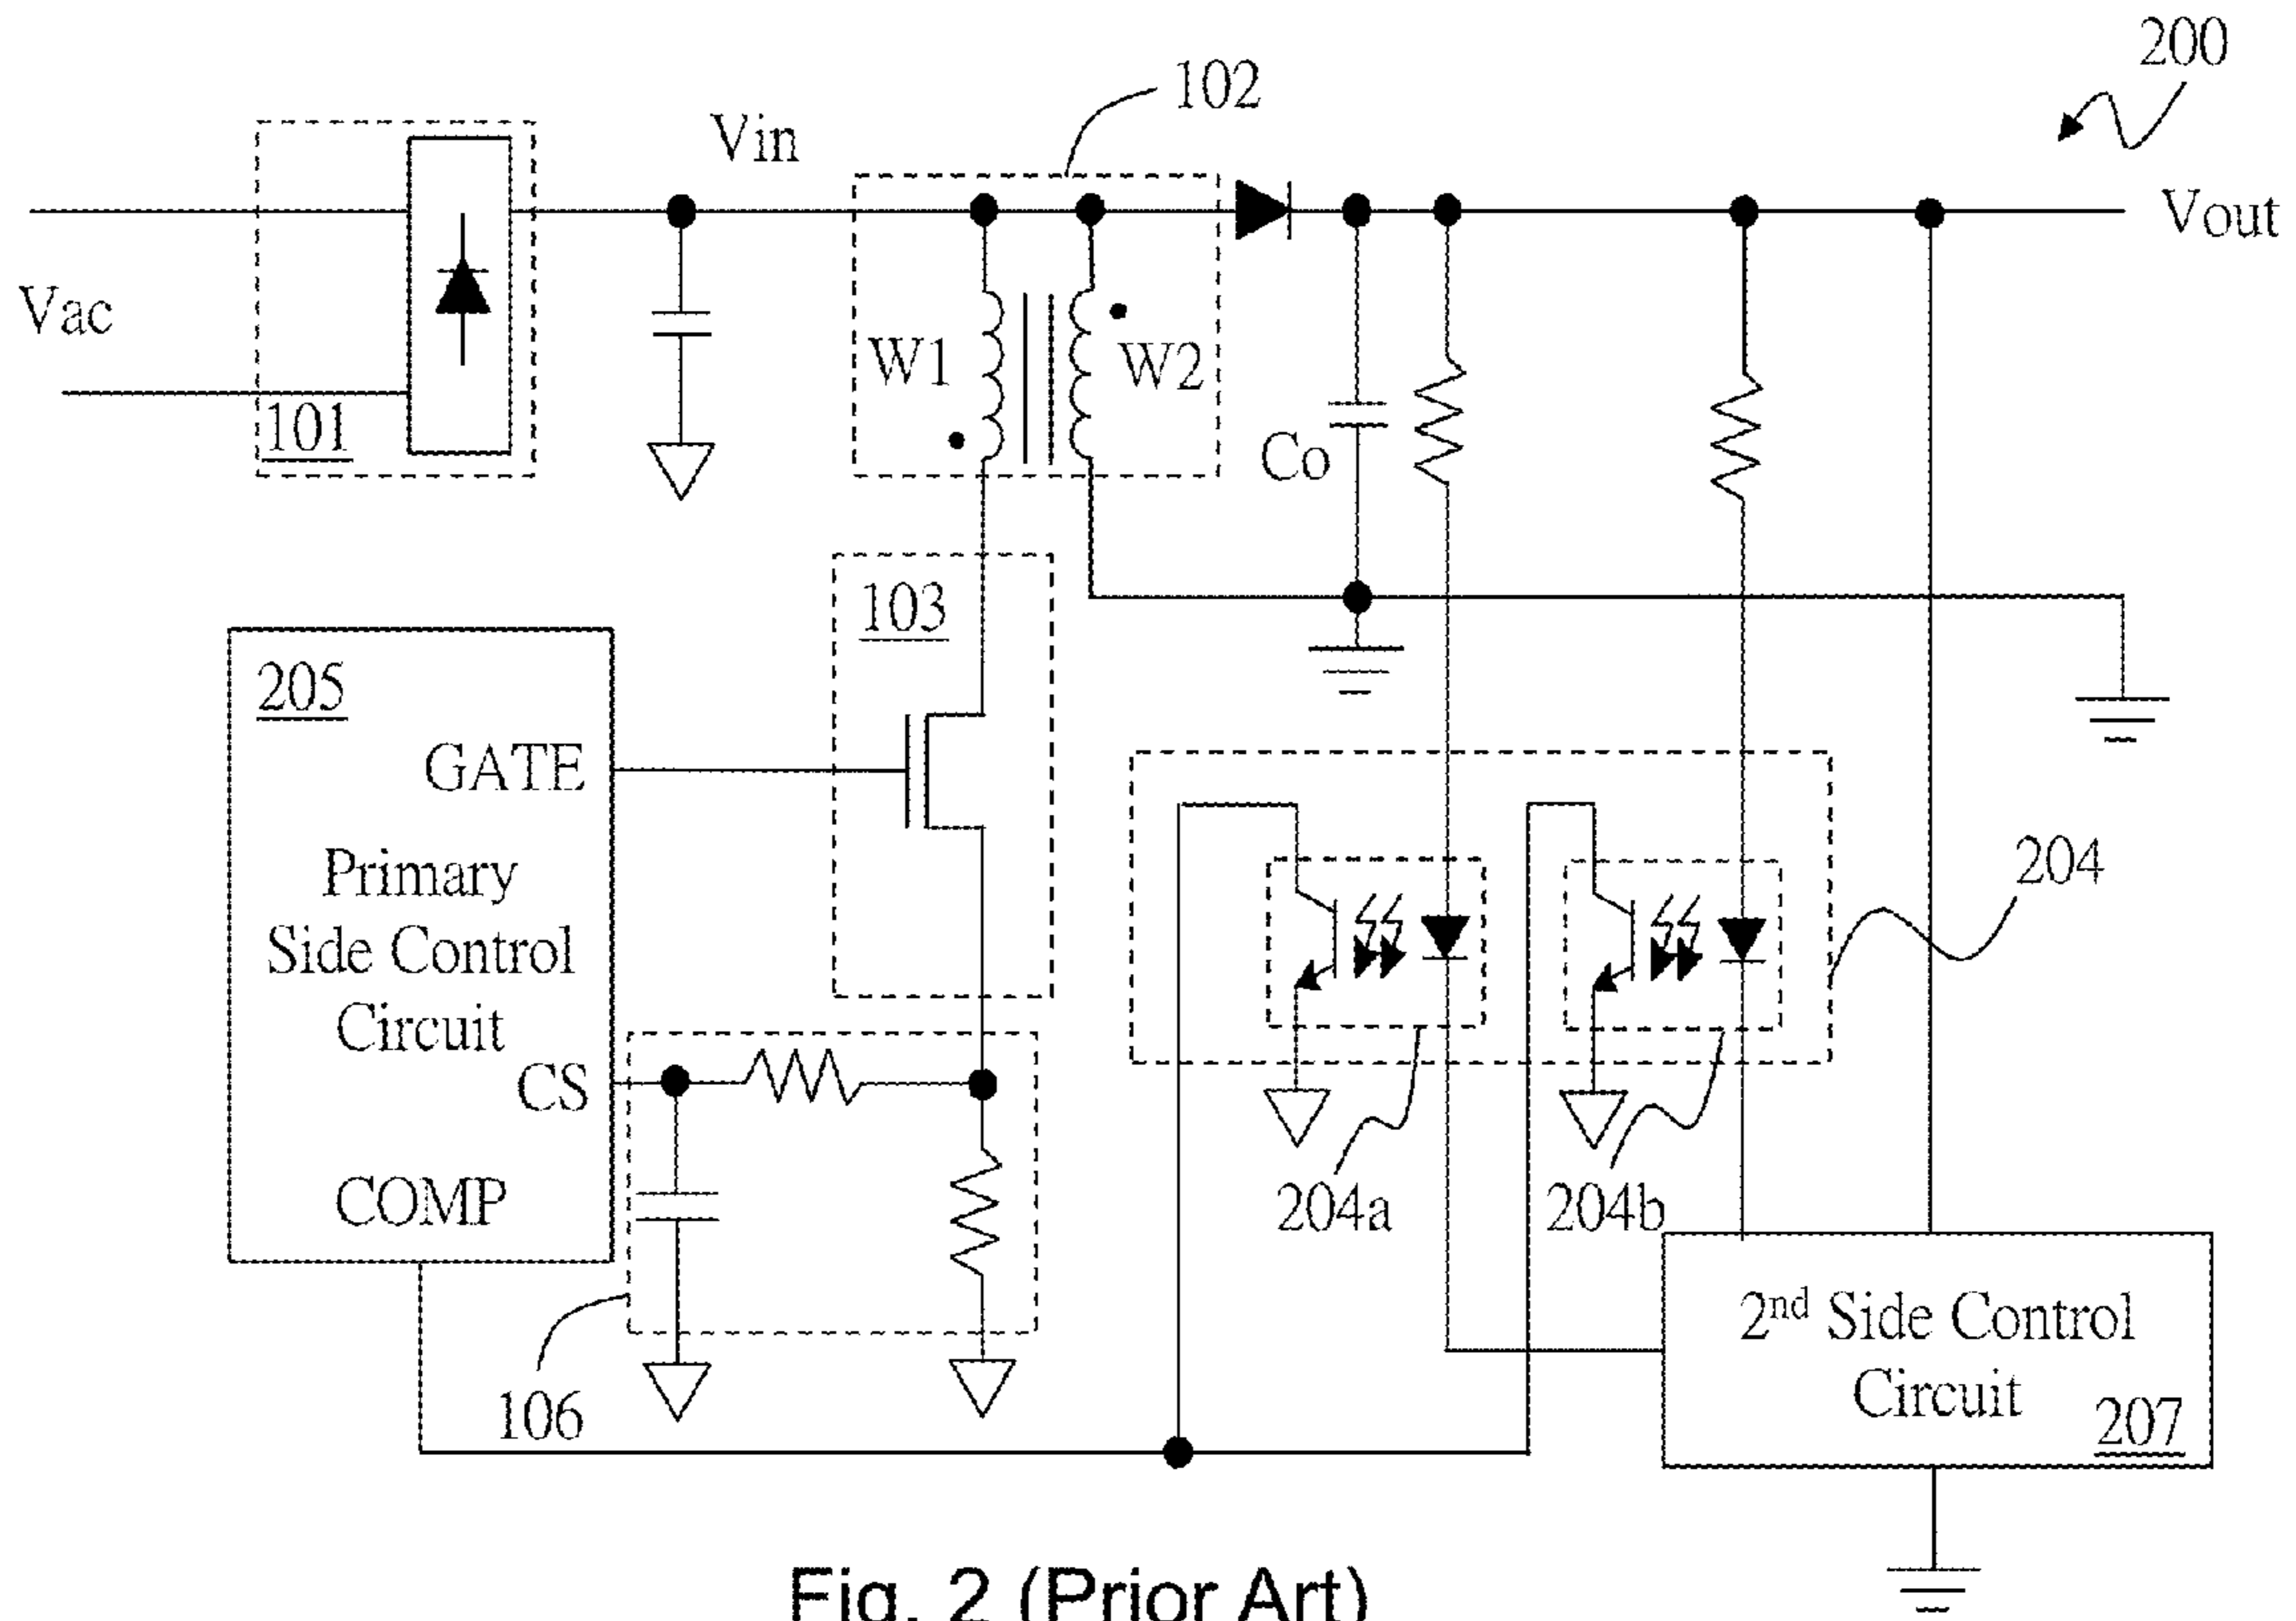 200
102
Vin
Vout
Vac
101
W1
W2
Co
103
205
GATE
Primary
Side Control
Circuit
CS
COMP
204
204a
204b
106
2nd Side Control
Circuit
207
Fig. 2 (Prior Art)